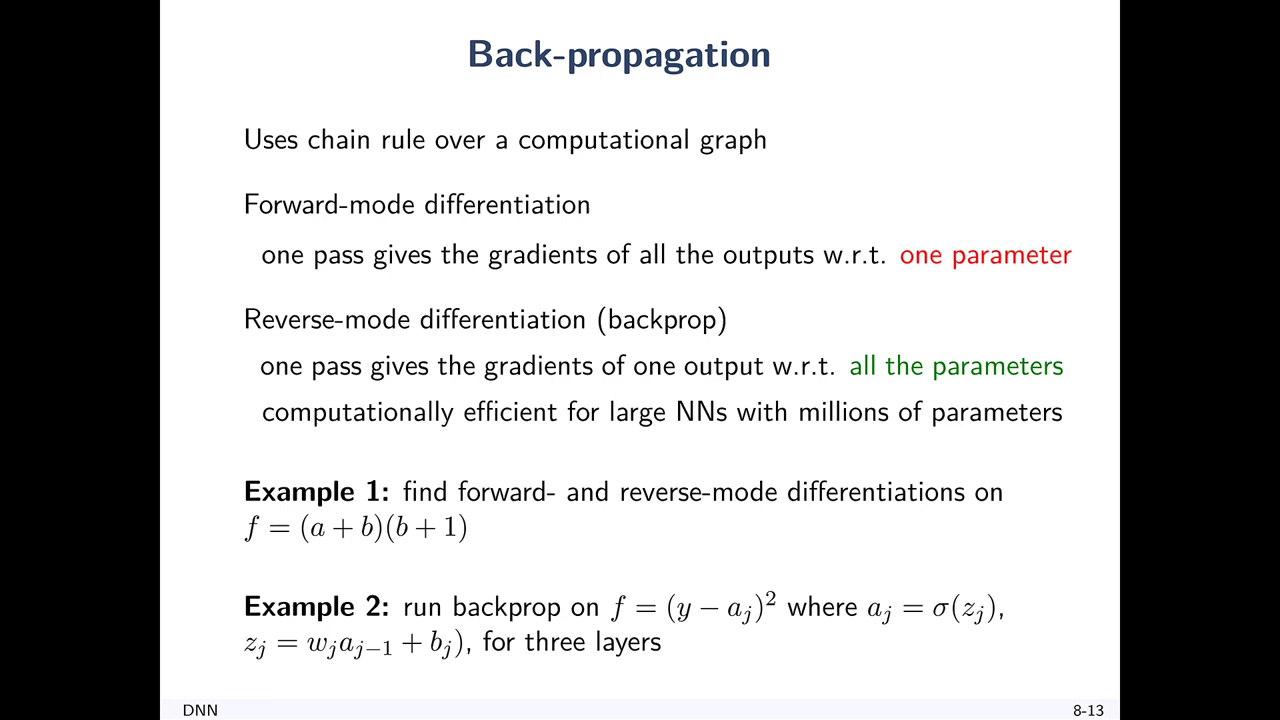 Back-propagation
Uses chain rule over a computational graph
Forward-mode differentiation
one pass gives the gradients of all the outputs w.r.t. one parameter
Reverse-mode differentiation (backprop)
one pass gives the gradients of one output w.r.t. all the parameters
computationally efficient for large NNs with millions of parameters
Example 1: find forward- and reverse-mode differentiations on
f = (a + b)(b + 1)
Example 2: run backprop on f = (y − a_j)^2 where a_j = σ(z_j),
z_j = w_j a_{j−1} + b_j), for three layers
DNN 8-13